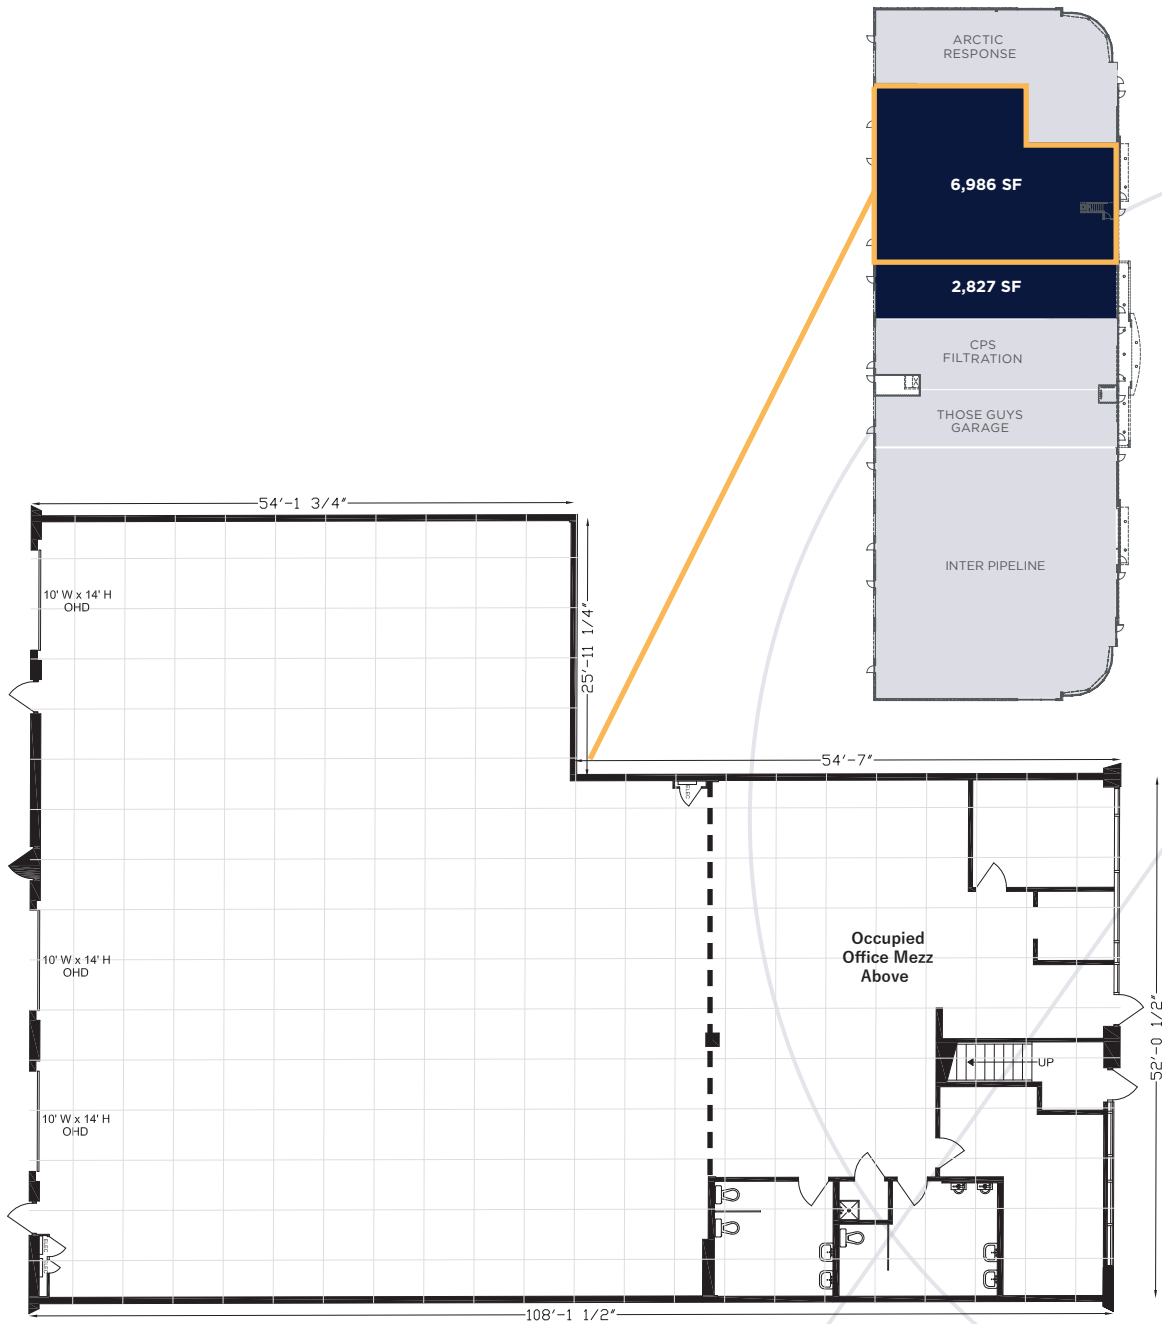 ARCTIC
RESPONSE
6,986 SF
2,827 SF
CPS
FILTRATION
THOSE GUYS
GARAGE
INTER PIPELINE
54'-1 3/4"
25'-11 1/4"
10' W x 14' H
OHD
54'-7"
ELEC
Occupied
Office Mezz
Above
10' W x 14' H
OHD
52'-0 1/2"
UP
10' W x 14' H
OHD
ELEC
108'-1 1/2"